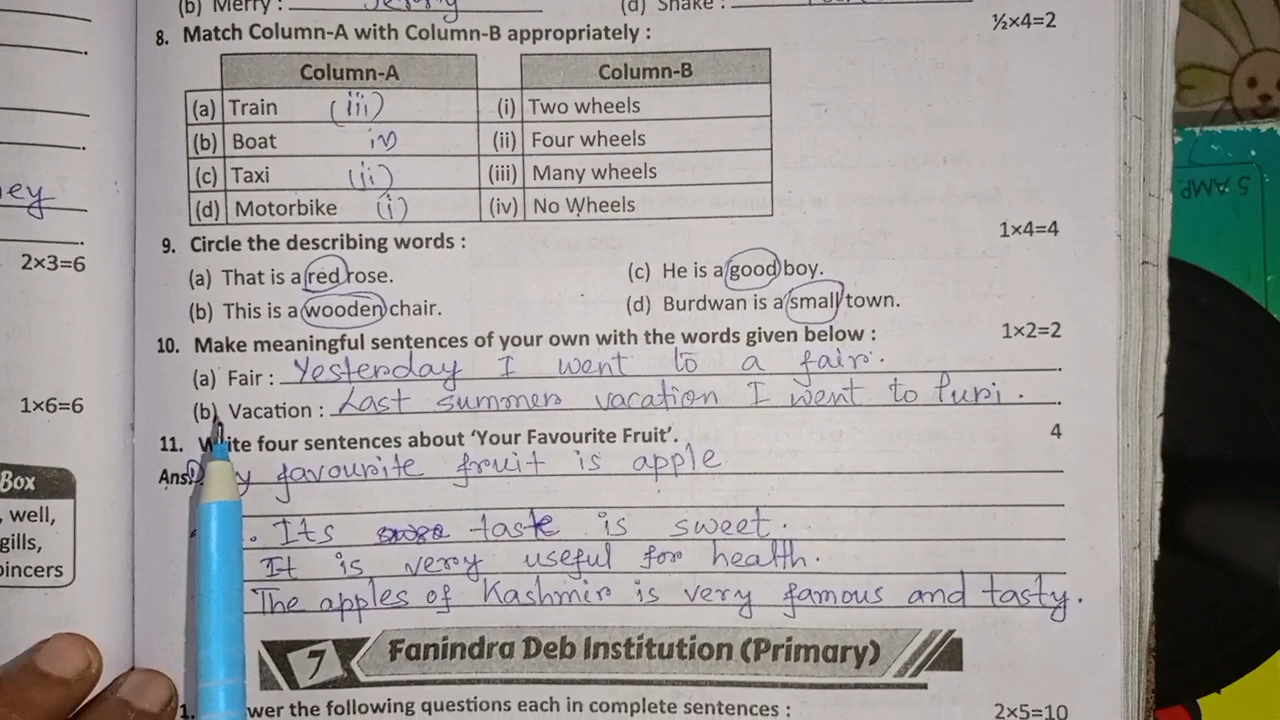 (b) Merry :
(d) Snake :
8. Match Column-A with Column-B appropriately : ½×4=2
Column-A Column-B
(a) Train (iii) (i) Two wheels
(b) Boat iv (ii) Four wheels
(c) Taxi (ii) (iii) Many wheels
(d) Motorbike (i) (iv) No Wheels
9. Circle the describing words : 1×4=4
(a) That is a red rose. (c) He is a good boy.
(b) This is a wooden chair. (d) Burdwan is a small town.
10. Make meaningful sentences of your own with the words given below : 1×2=2
(a) Fair : Yesterday I went to a fair.
(b) Vacation : Last summer vacation I went to Puri.
11. Write four sentences about 'Your Favourite Fruit'. 4
Ans. favourite fruit is apple
Its taste is sweet.
It is very useful for health.
The apples of Kashmir is very famous and tasty.
7 Fanindra Deb Institution (Primary)
1. the following questions each in complete sentences : 2×5=10
ey
2×3=6
1×6=6
Box
, well,
gills,
pincers
5 AMP